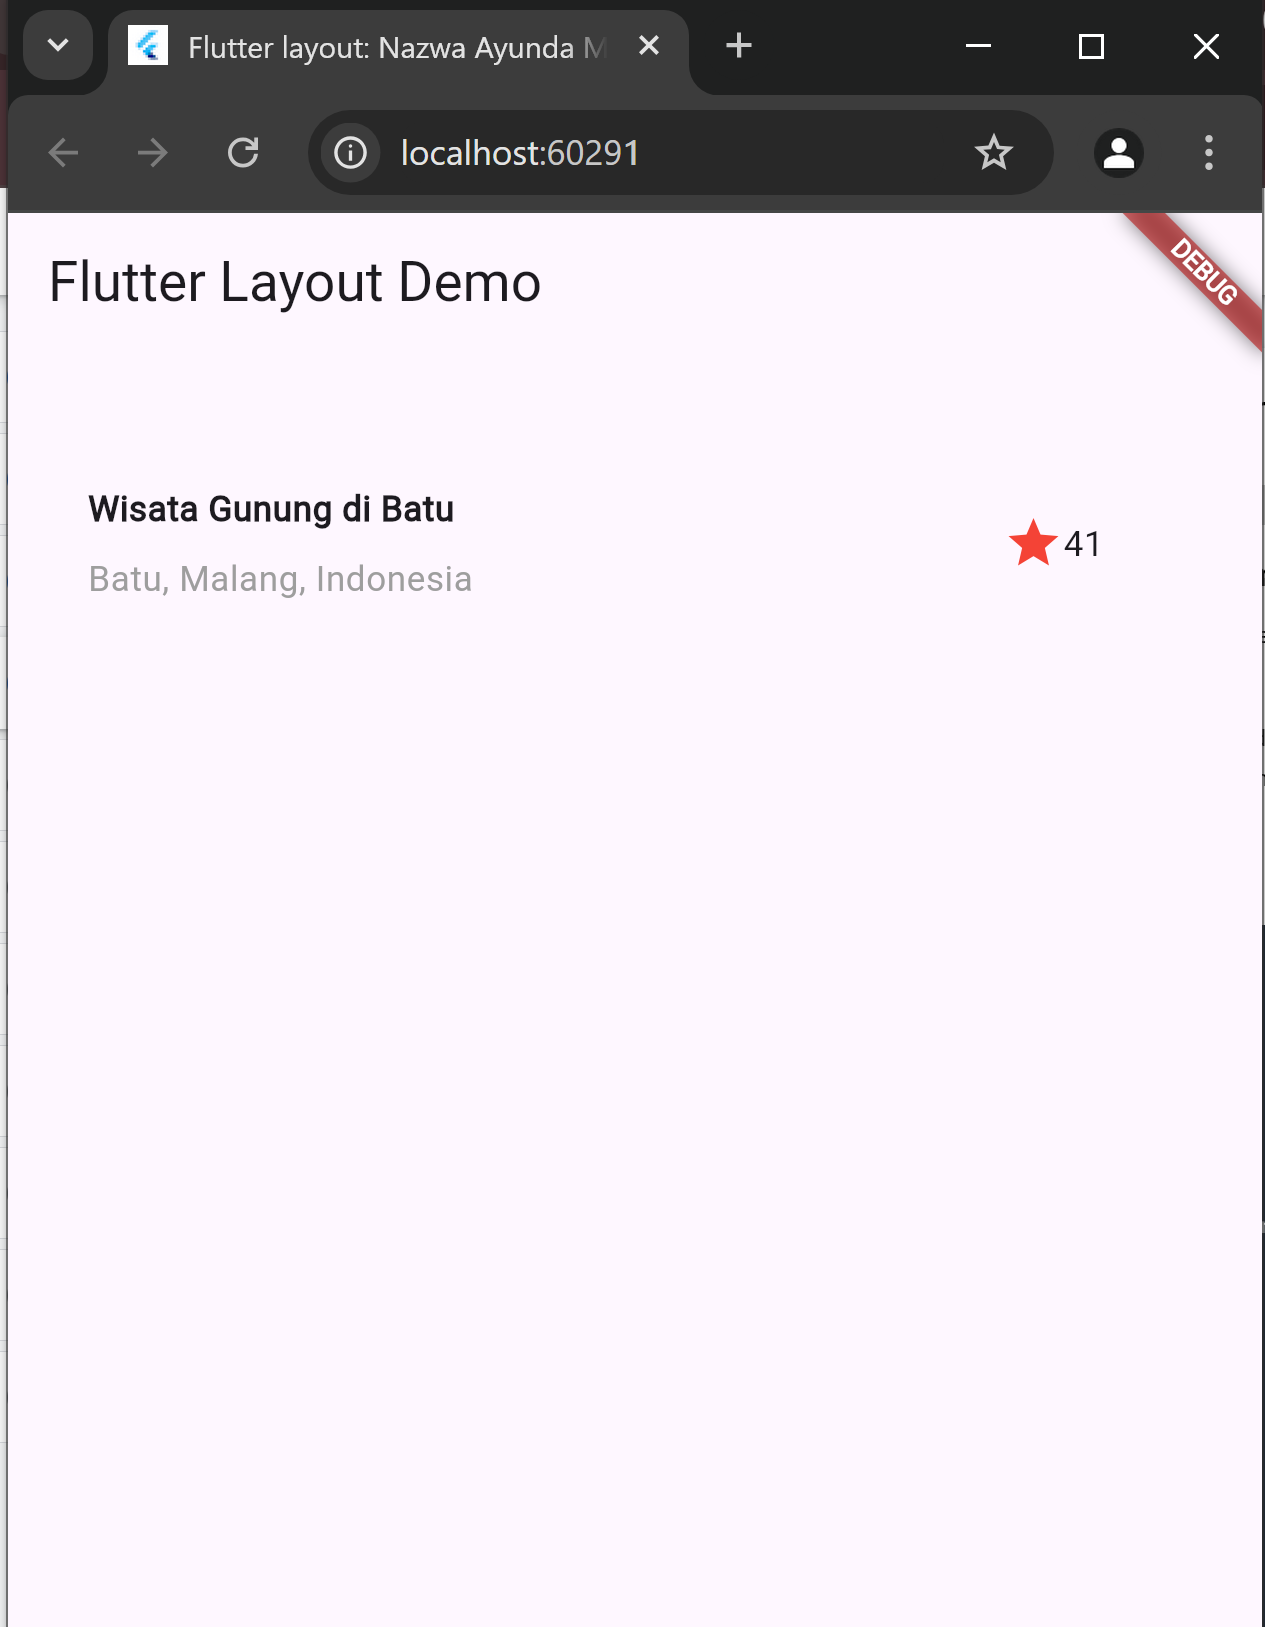 Flutter layout: Nazwa Ayunda M
localhost:60291
Flutter Layout Demo
DEBUG
Wisata Gunung di Batu
41
Batu, Malang, Indonesia